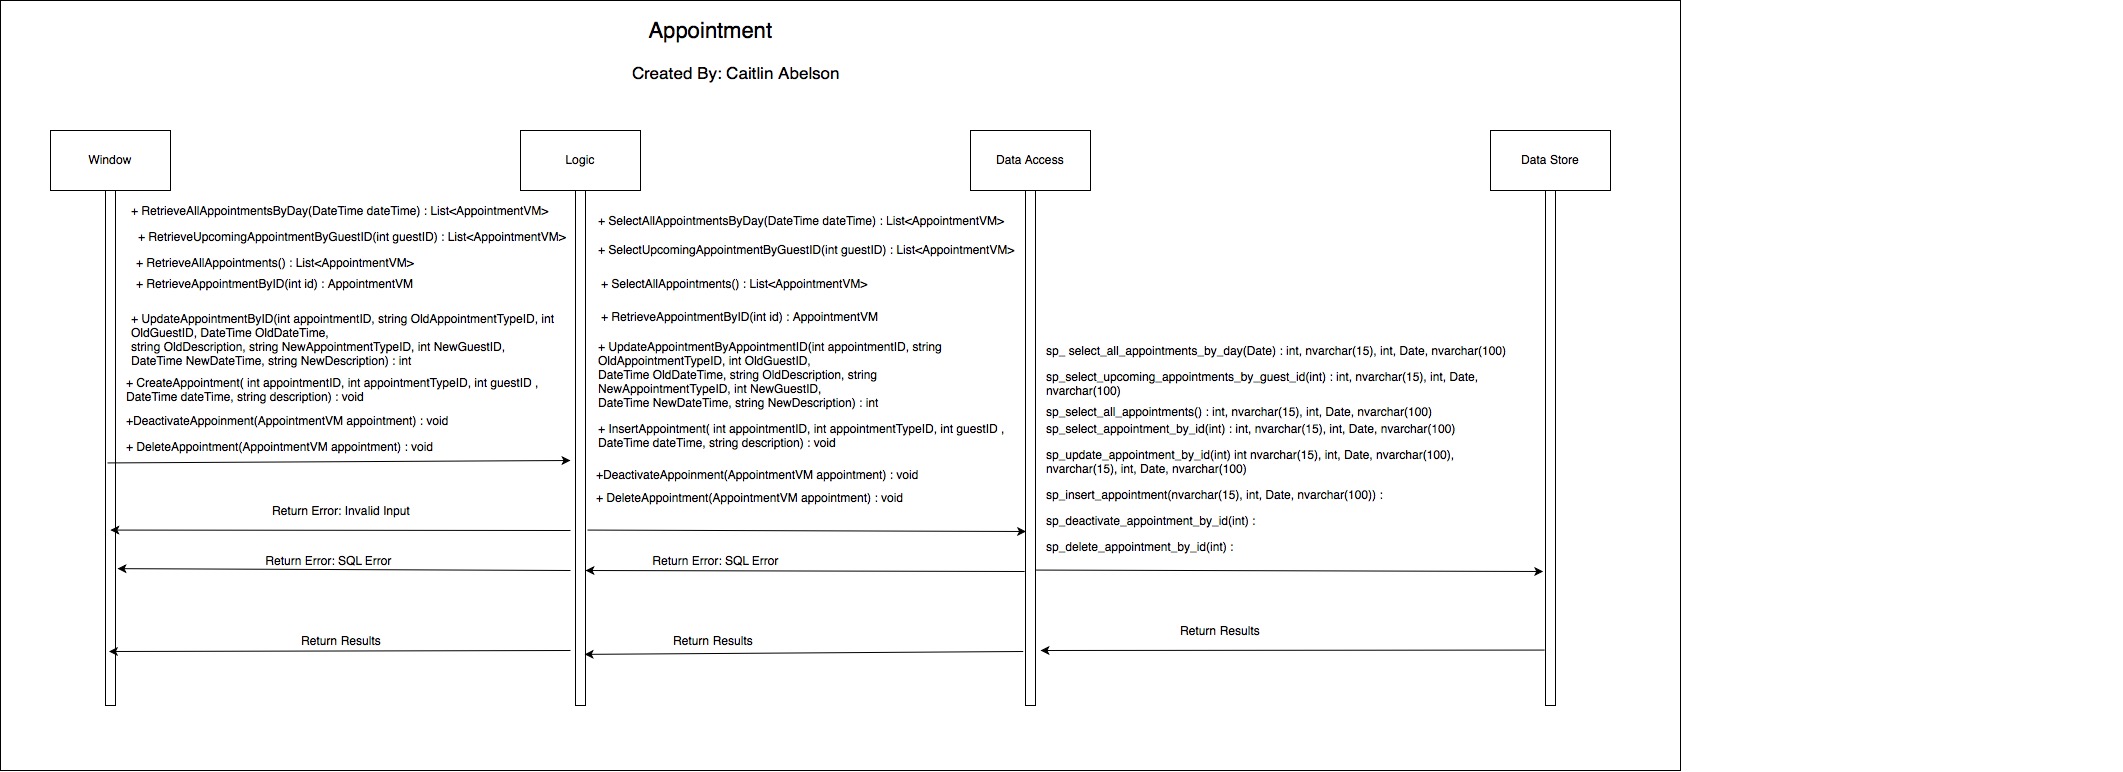 Appointment
Created By: Caitlin Abelson
Window
Logic
Data Access
Data Store
+ RetrieveAllAppointmentsByDay(DateTime dateTime) : List<AppointmentVM>
+ RetrieveUpcomingAppointmentByGuestID(int guestID) : List<AppointmentVM>
+ RetrieveAllAppointments() : List<AppointmentVM>
+ RetrieveAppointmentByID(int id) : AppointmentVM
+ UpdateAppointmentByID(int appointmentID, string OldAppointmentTypeID, int
OldGuestID, DateTime OldDateTime,
string OldDescription, string NewAppointmentTypeID, int NewGuestID,
DateTime NewDateTime, string NewDescription) : int
+ CreateAppointment( int appointmentID, int appointmentTypeID, int guestID ,
DateTime dateTime, string description) : void
+DeactivateAppoinment(AppointmentVM appointment) : void
+ DeleteAppointment(AppointmentVM appointment) : void
Return Error: Invalid Input
Return Error: SQL Error
Return Results
+ SelectAllAppointmentsByDay(DateTime dateTime) : List<AppointmentVM>
+ SelectUpcomingAppointmentByGuestID(int guestID) : List<AppointmentVM>
+ SelectAllAppointments() : List<AppointmentVM>
+ RetrieveAppointmentByID(int id) : AppointmentVM
+ UpdateAppointmentByAppointmentID(int appointmentID, string
OldAppointmentTypeID, int OldGuestID,
DateTime OldDateTime, string OldDescription, string
NewAppointmentTypeID, int NewGuestID,
DateTime NewDateTime, string NewDescription) : int
+ InsertAppointment( int appointmentID, int appointmentTypeID, int guestID ,
DateTime dateTime, string description) : void
+DeactivateAppoinment(AppointmentVM appointment) : void
+ DeleteAppointment(AppointmentVM appointment) : void
Return Error: SQL Error
Return Results
sp_ select_all_appointments_by_day(Date) : int, nvarchar(15), int, Date, nvarchar(100)
sp_select_upcoming_appointments_by_guest_id(int) : int, nvarchar(15), int, Date,
nvarchar(100)
sp_select_all_appointments() : int, nvarchar(15), int, Date, nvarchar(100)
sp_select_appointment_by_id(int) : int, nvarchar(15), int, Date, nvarchar(100)
sp_update_appointment_by_id(int) int nvarchar(15), int, Date, nvarchar(100),
nvarchar(15), int, Date, nvarchar(100)
sp_insert_appointment(nvarchar(15), int, Date, nvarchar(100)) :
sp_deactivate_appointment_by_id(int) :
sp_delete_appointment_by_id(int) :
Return Results